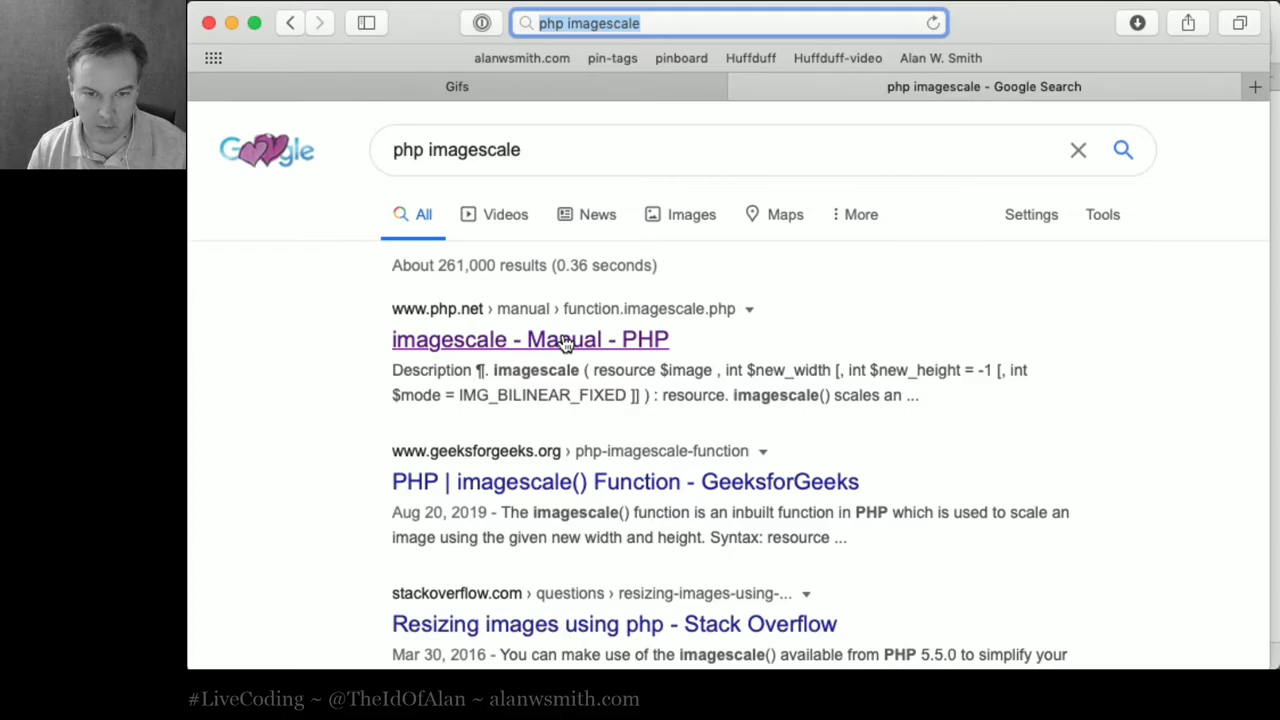 php imagescale
alanwsmith.com pin-tags pinboard Huffduff Huffduff-video Alan W. Smith
Gifs php imagescale - Google Search
Google
php imagescale
All Videos News Images Maps More Settings Tools
About 261,000 results (0.36 seconds)
www.php.net › manual › function.imagescale.php
imagescale - Manual - PHP
Description ¶. imagescale ( resource $image , int $new_width [, int $new_height = -1 [, int
$mode = IMG_BILINEAR_FIXED ]] ) : resource. imagescale() scales an ...
www.geeksforgeeks.org › php-imagescale-function
PHP | imagescale() Function - GeeksforGeeks
Aug 20, 2019 - The imagescale() function is an inbuilt function in PHP which is used to scale an
image using the given new width and height. Syntax: resource ...
stackoverflow.com › questions › resizing-images-using-...
Resizing images using php - Stack Overflow
Mar 30, 2016 - You can make use of the imagescale() available from PHP 5.5.0 to simplify your
#LiveCoding ~ @TheIdOfAlan ~ alanwsmith.com